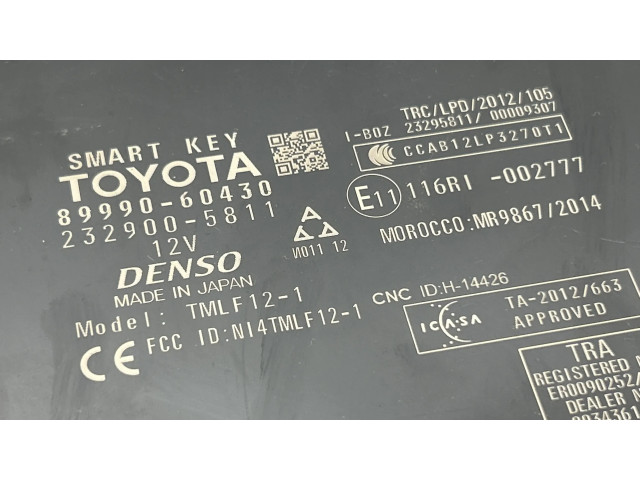 SMART KEY
TOYOTA
89990-60430
232900-5811
12V
DENSO
MADE IN JAPAN
Model: TMLF12-1
CE FCC ID:NI4TMLF12-1
И011 12
I-BOZ
TRC/LPD/2012/105
23295811/ 00009307
CCAB12LP3270T1
E11 116RI -002777
MOROCCO:MR9867/2014
CNC ID:H-14426
ICASA
TA-2012/663
APPROVED
TRA
REGISTERED
ER0090252/
DEALER N